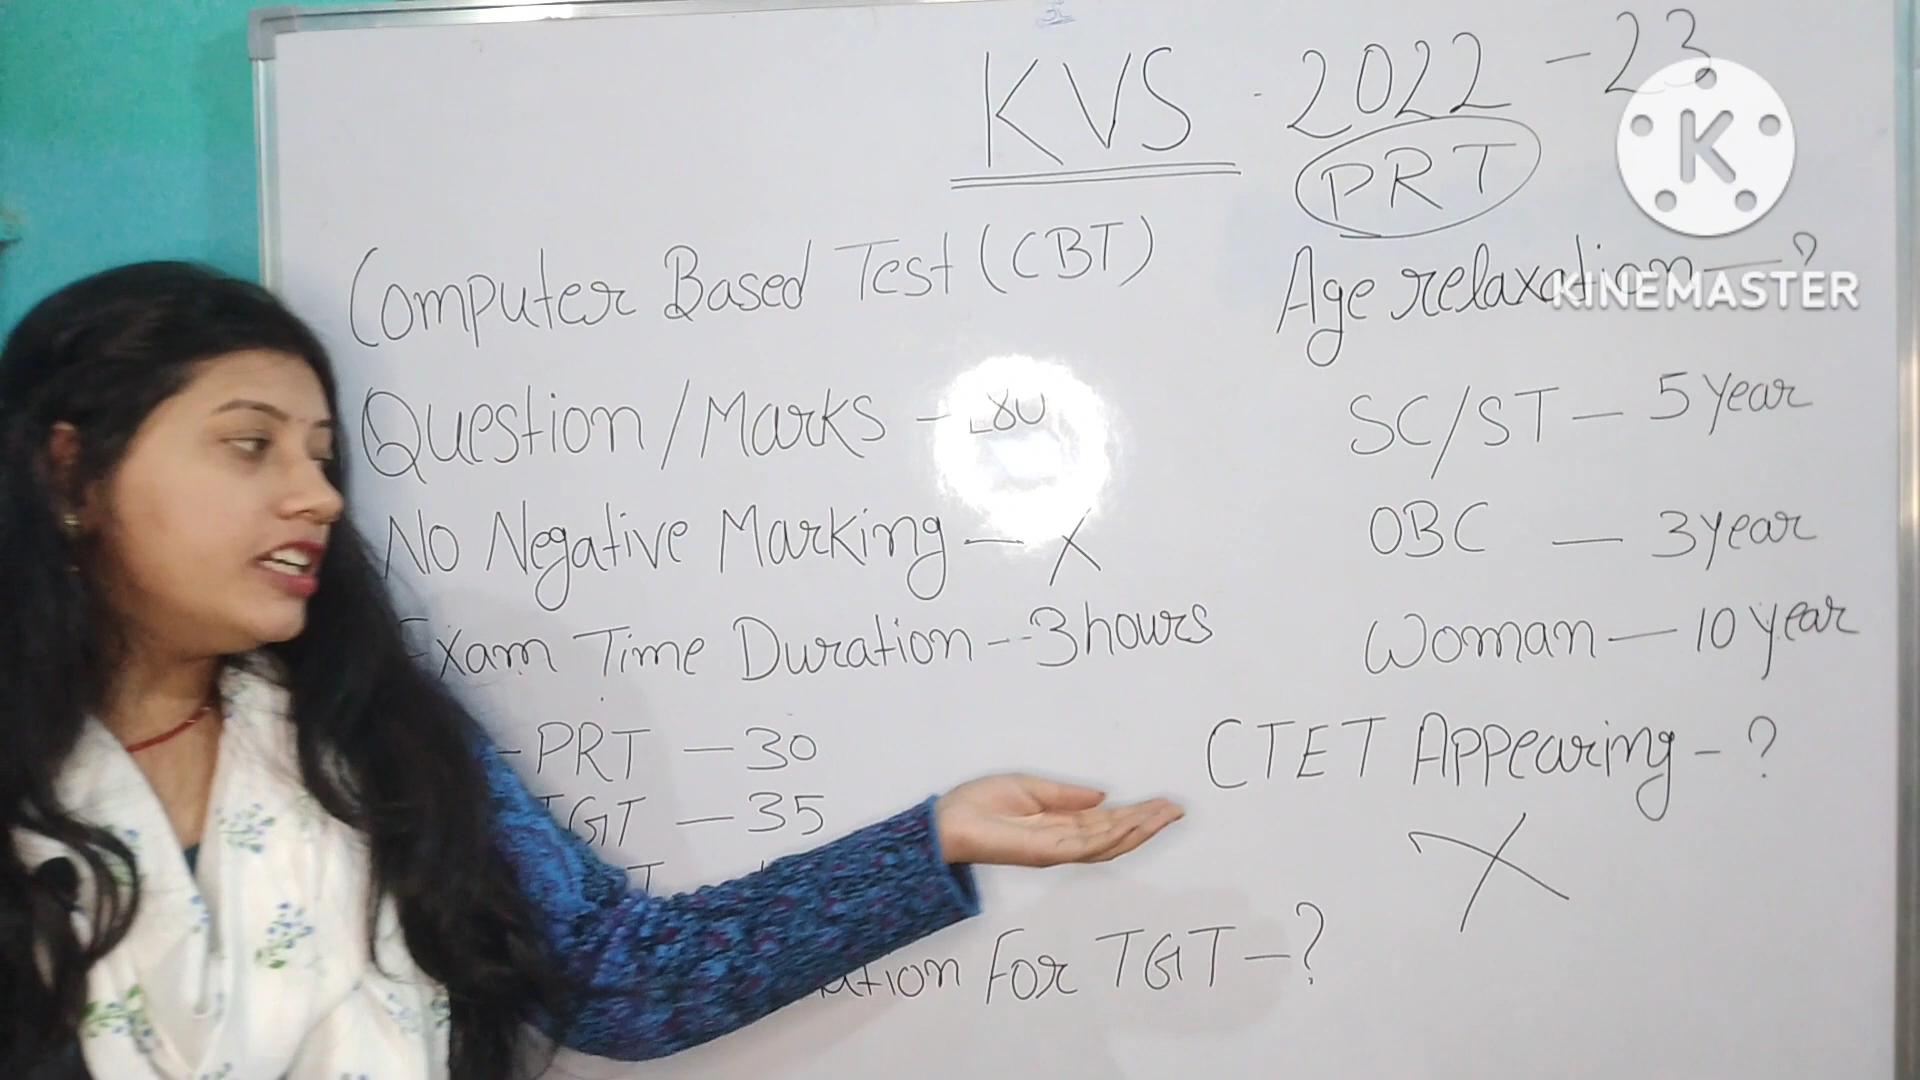 KVS - 2022 - 23
PRT
Computer Based Test (CBT)
Question/Marks - 180
No Negative Marking - X
Exam Time Duration - 3 hours
- PRT - 30
TGT - 35
For TGT - ?
Age relaxation - ?
SC/ST - 5 year
OBC - 3 year
Woman - 10 year
CTET Appearing - ?
X
K
KINEMASTER